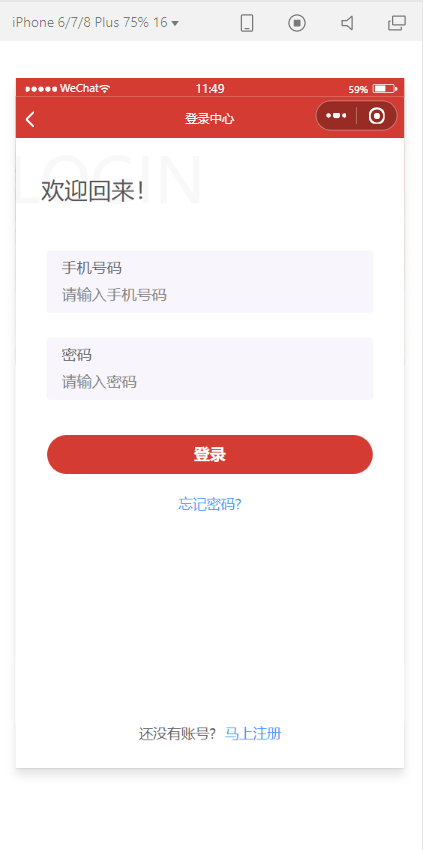 iPhone 6/7/8 Plus 75% 16
WeChat 11:49 59%
登录中心
LOGIN
欢迎回来！
手机号码
请输入手机号码
密码
请输入密码
登录
忘记密码?
还没有账号? 马上注册